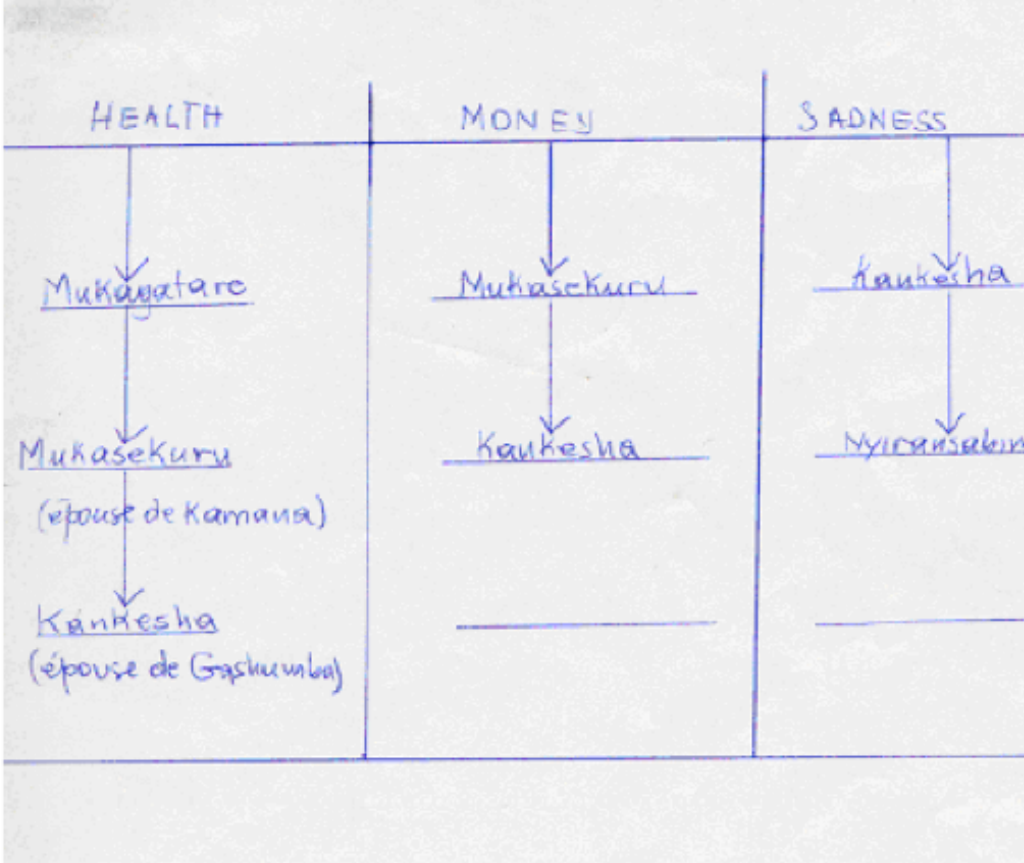 HEALTH
MONEY
SADNESS
Mukagatare
Mukasekuru
Kankesha
Mukasekuru
Kankesha
(épouse de Kamana)
Kankesha
(épouse de Gashumba)